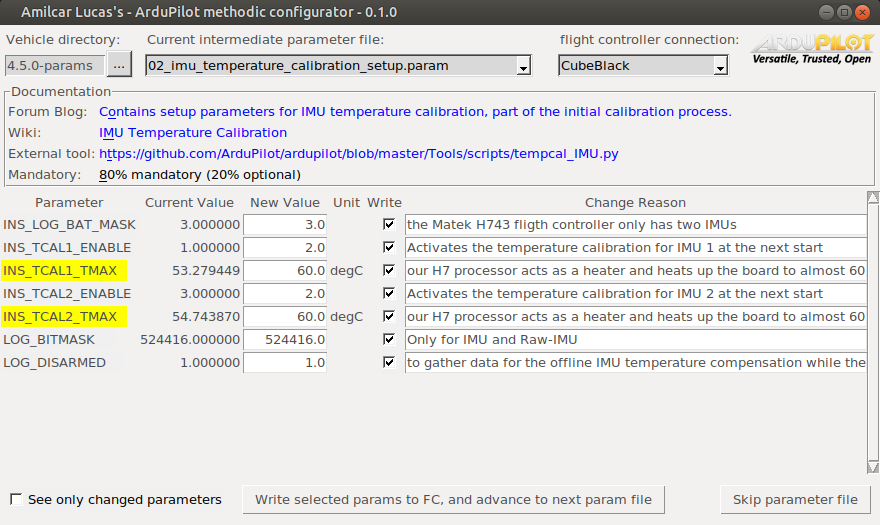 Amilcar Lucas's - ArduPilot methodic configurator - 0.1.0
Vehicle directory: Current intermediate parameter file: flight controller connection: ARDUPILOT
4.5.0-params ... 02_imu_temperature_calibration_setup.param CubeBlack Versatile, Trusted, Open
Documentation
Forum Blog: Contains setup parameters for IMU temperature calibration, part of the initial calibration process.
Wiki: IMU Temperature Calibration
External tool: https://github.com/ArduPilot/ardupilot/blob/master/Tools/scripts/tempcal_IMU.py
Mandatory: 80% mandatory (20% optional)
Parameter Current Value New Value Unit Write Change Reason
INS_LOG_BAT_MASK 3.000000 3.0 the Matek H743 fligth controller only has two IMUs
INS_TCAL1_ENABLE 1.000000 2.0 Activates the temperature calibration for IMU 1 at the next start
INS_TCAL1_TMAX 53.279449 60.0 degC our H7 processor acts as a heater and heats up the board to almost 60
INS_TCAL2_ENABLE 3.000000 2.0 Activates the temperature calibration for IMU 2 at the next start
INS_TCAL2_TMAX 54.743870 60.0 degC our H7 processor acts as a heater and heats up the board to almost 60
LOG_BITMASK 524416.000000 524416.0 Only for IMU and Raw-IMU
LOG_DISARMED 1.000000 1.0 to gather data for the offline IMU temperature compensation while the
See only changed parameters Write selected params to FC, and advance to next param file Skip parameter file